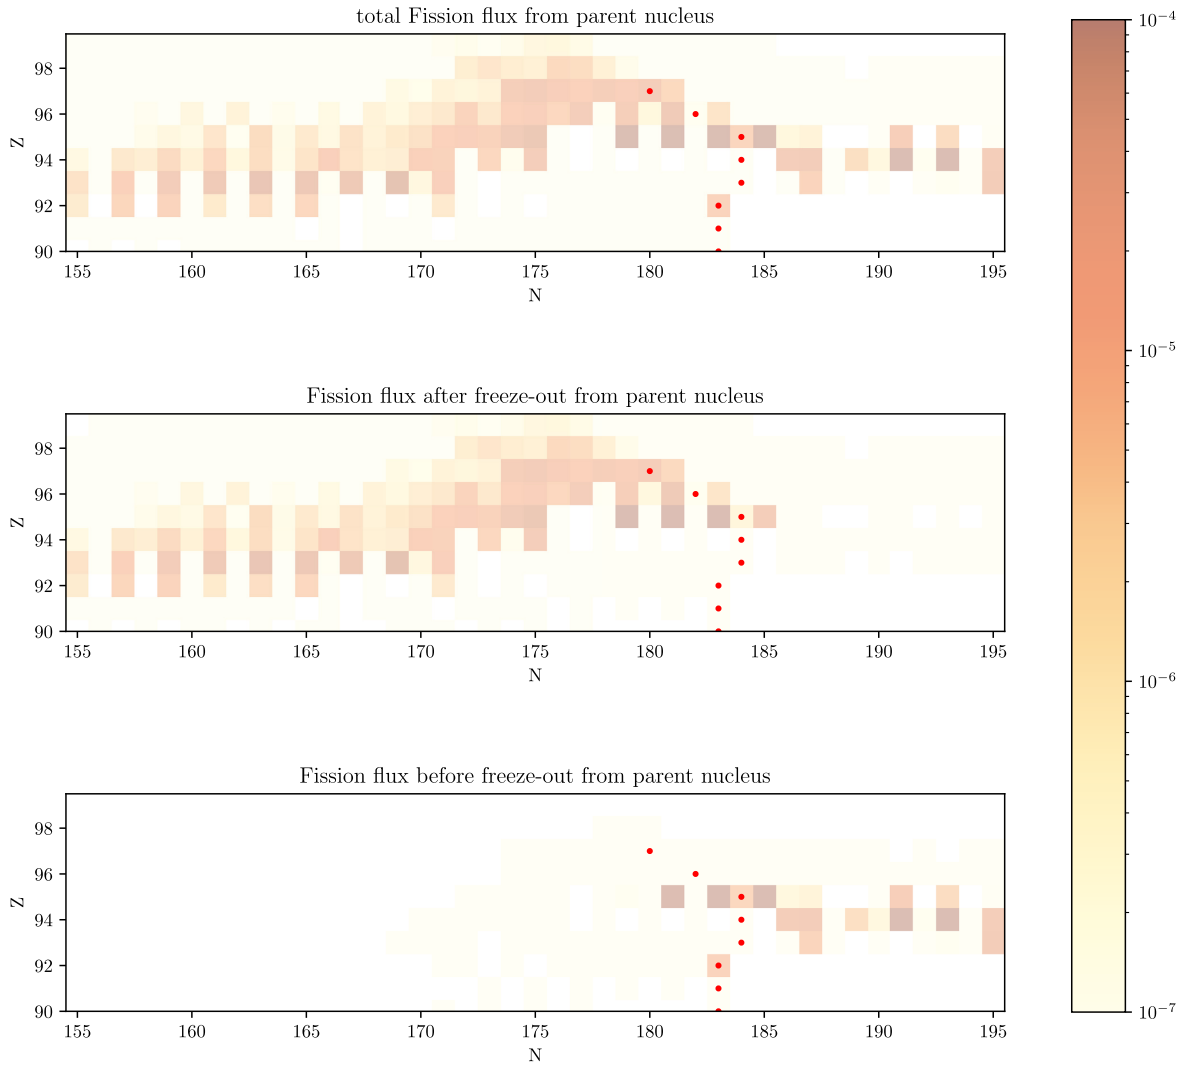 total Fission flux from parent nucleus
98
96
94
92
90
Z
155 160 165 170 175 180 185 190 195
N
Fission flux after freeze-out from parent nucleus
98
96
94
92
90
Z
155 160 165 170 175 180 185 190 195
N
Fission flux before freeze-out from parent nucleus
98
96
94
92
90
Z
155 160 165 170 175 180 185 190 195
N
10⁻⁴
10⁻⁵
10⁻⁶
10⁻⁷